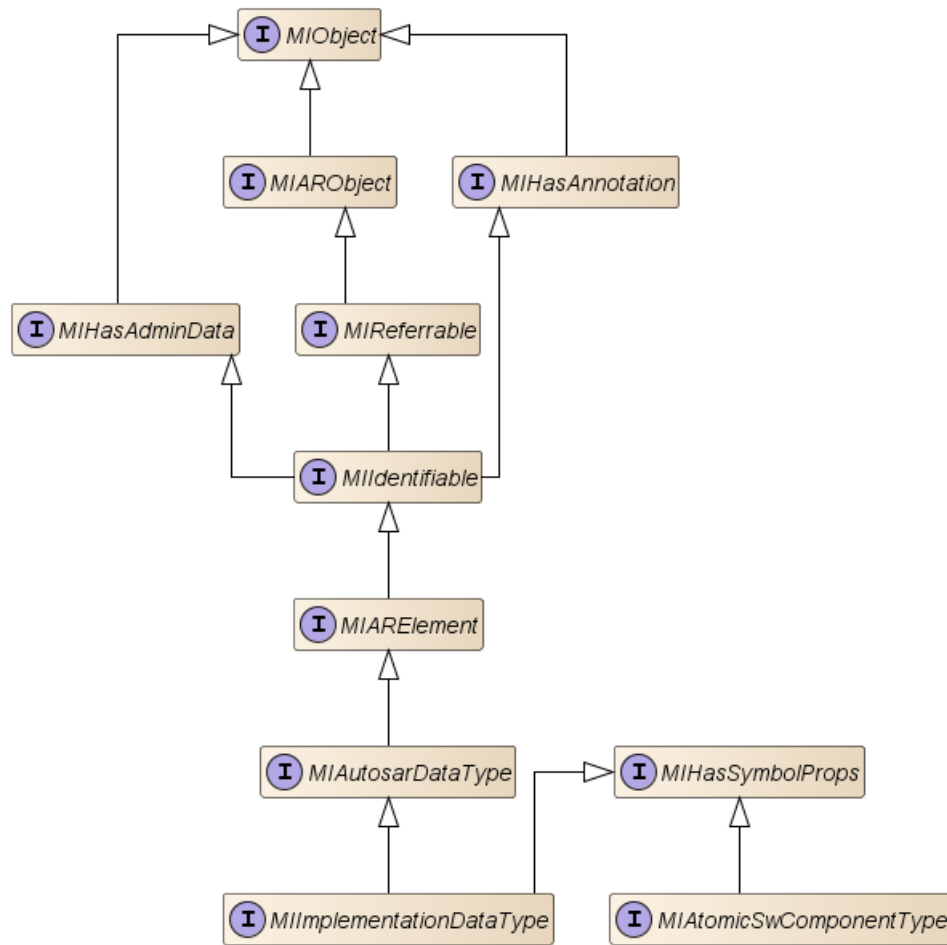 I MIObject
I MIARObject
I MIHasAnnotation
I MIHasAdminData
I MIReferrable
I MIIdentifiable
I MIARElement
I MIAutosarDataType
I MIHasSymbolProps
I MIImplementationDataType
I MIAtomicSwComponentType